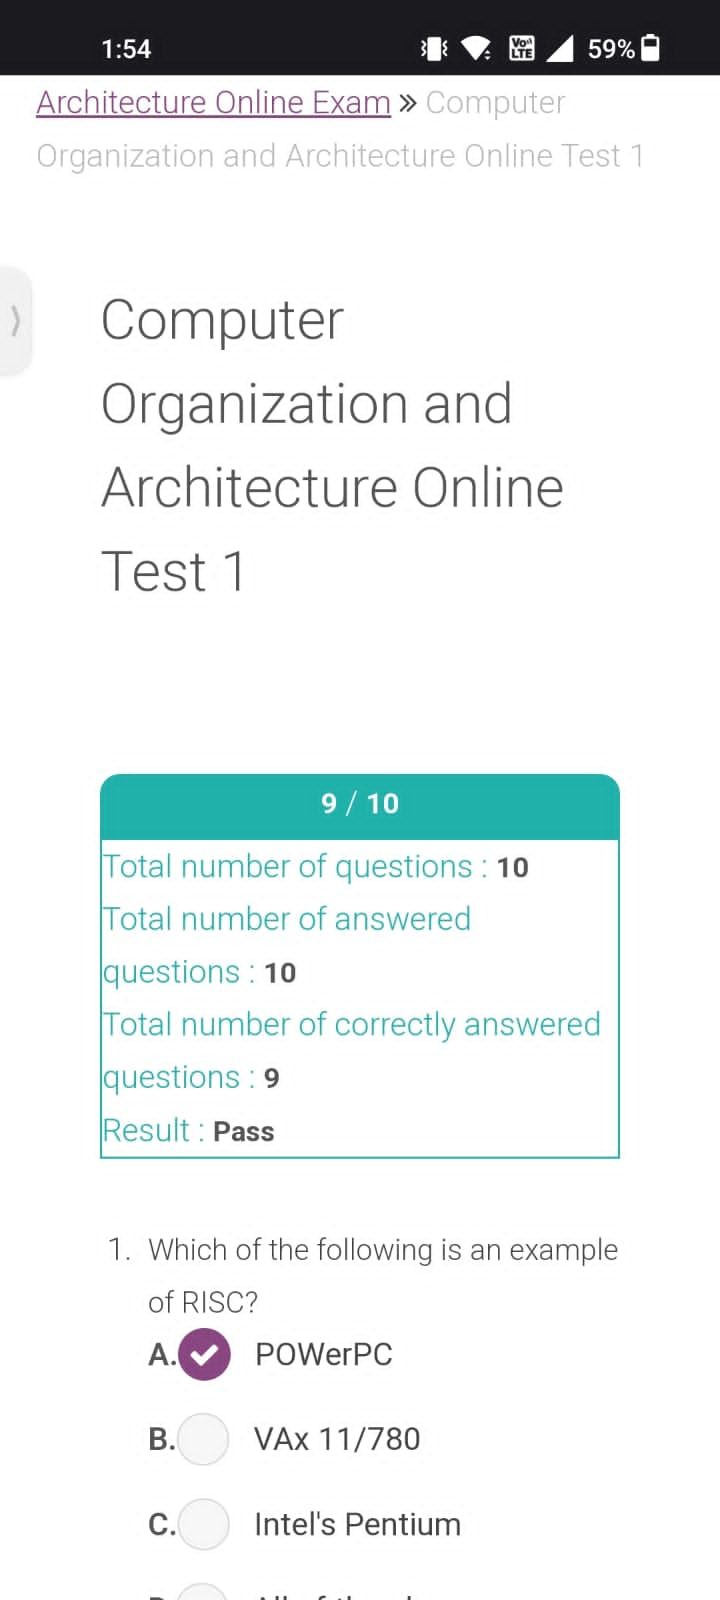 1:54
Vo))
LTE
59%
Architecture Online Exam » Computer
Organization and Architecture Online Test 1
Computer
Organization and
Architecture Online
Test 1
9 / 10
Total number of questions : 10
Total number of answered
questions : 10
Total number of correctly answered
questions : 9
Result : Pass
1. Which of the following is an example
of RISC?
A. POWerPC
B. VAx 11/780
C. Intel's Pentium